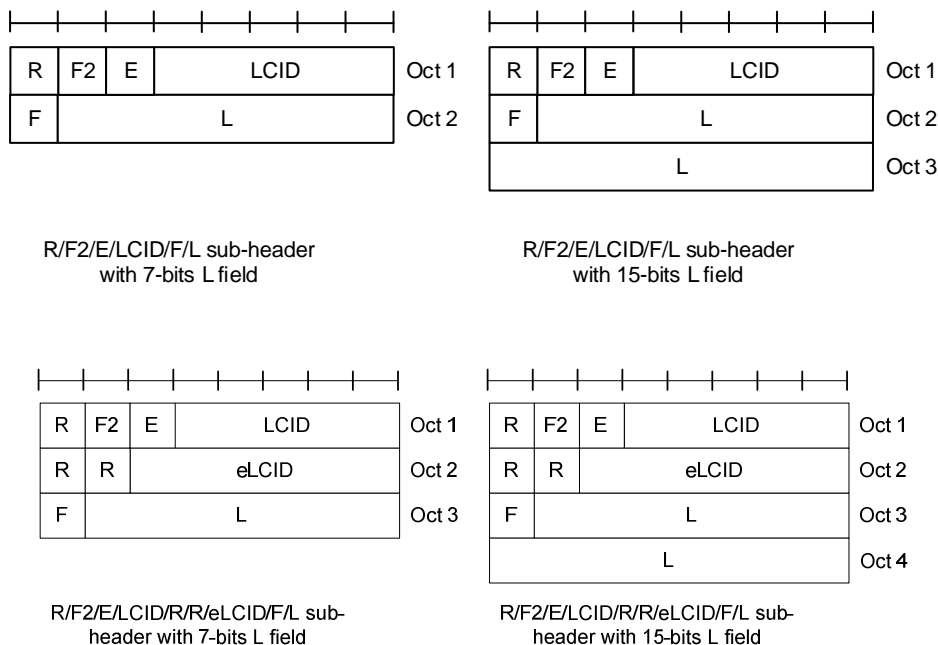 R F2 E LCID Oct 1
F L Oct 2
R/F2/E/LCID/F/L sub-header
with 7-bits L field
R F2 E LCID Oct 1
F L Oct 2
L Oct 3
R/F2/E/LCID/F/L sub-header
with 15-bits L field
R F2 E LCID Oct 1
R R eLCID Oct 2
F L Oct 3
R/F2/E/LCID/R/R/eLCID/F/L sub-
header with 7-bits L field
R F2 E LCID Oct 1
R R eLCID Oct 2
F L Oct 3
L Oct 4
R/F2/E/LCID/R/R/eLCID/F/L sub-
header with 15-bits L field